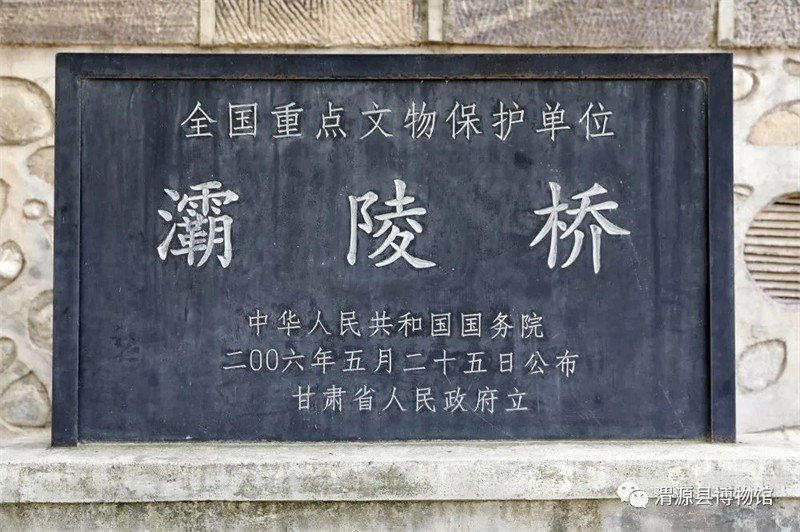 全国重点文物保护单位
灞陵桥
中华人民共和国国务院
二〇〇六年五月二十五日公布
甘肃省人民政府立
渭源县博物馆